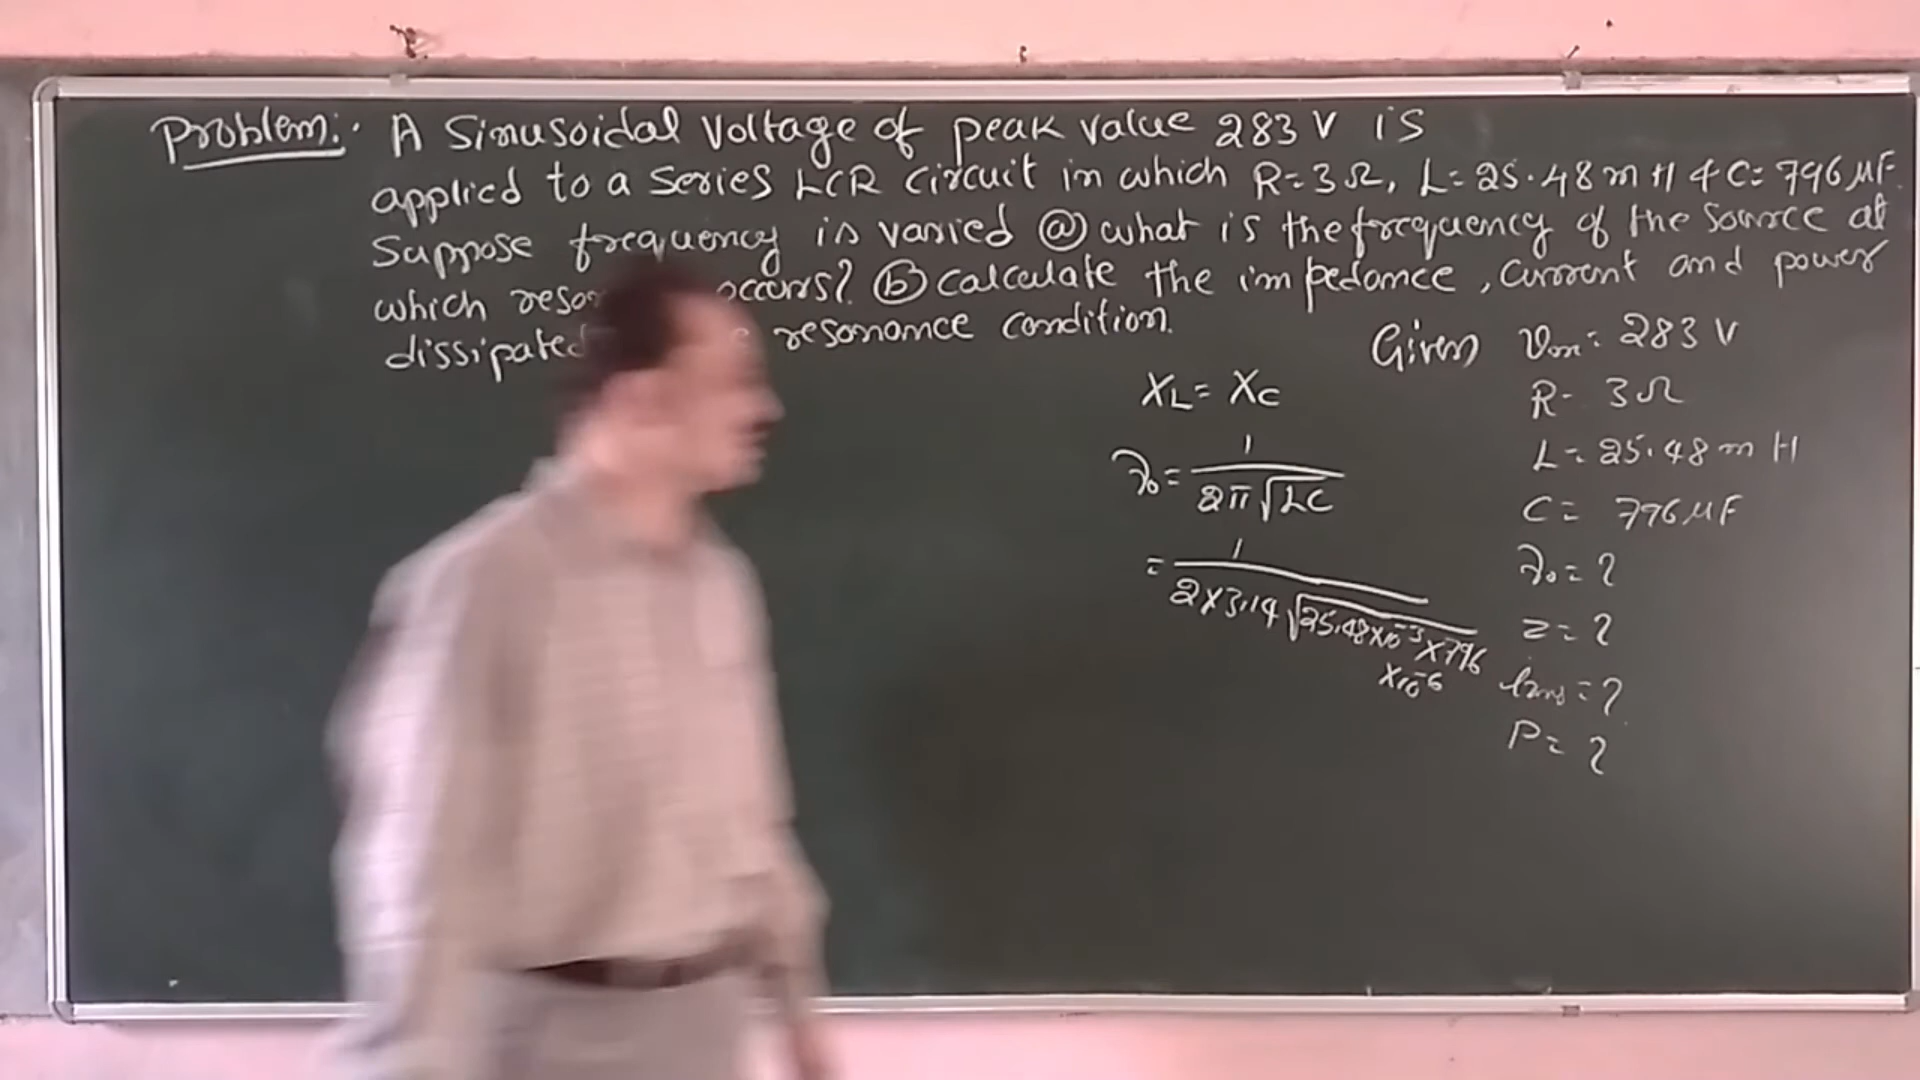 Problem:- A Sinusoidal Voltage of peak value 283 V is
applied to a series LCR circuit in which R=3Ω, L=25.48 mH & C=796 μF.
Suppose frequency is varied ⓐ what is the frequency of the source at
which occurs? ⓑ calculate the impedance, current and power
dissipated resonance condition.
Given Vm = 283 V
R = 3Ω
L = 25.48 mH
C = 796 μF
ν₀ = ?
Z = ?
Irms = ?
P = ?
XL = XC
ν₀ = 1 / 2π√LC
= 1 / 2×3.14 √25.48×10⁻³×796
×10⁻⁶